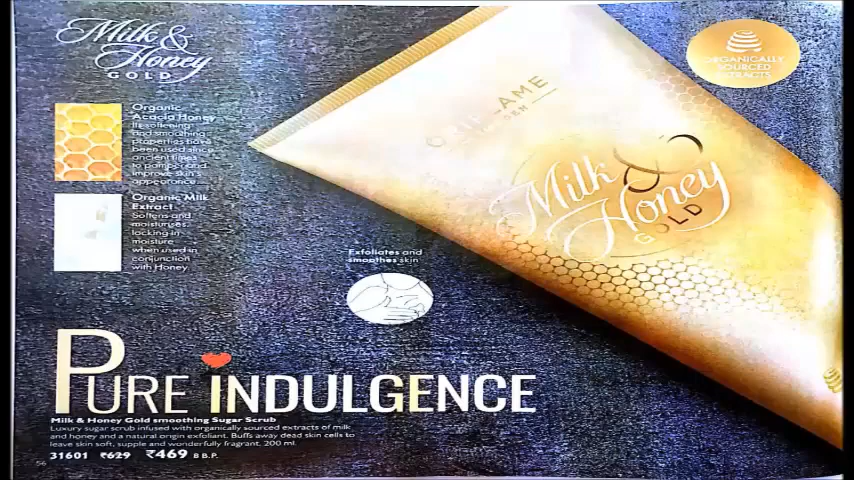 Milk &
Honey
GOLD
ORGANICALLY
SOURCED
EXTRACTS
Organic
Acacia Honey
Its softening
and smoothing
properties have
been used since
ancient times
to pamper and
improve skin's
appearance.
Organic Milk
Extract
Softens and
moisturises,
locking in
moisture
when used in
conjunction
with Honey
Milk &
Honey
GOLD
Exfoliates and
smoothes skin
PURE INDULGENCE
Milk & Honey Gold smoothing Sugar Scrub
Luxury sugar scrub infused with organically sourced extracts of milk
and honey and a natural origin exfoliant. Buffs away dead skin cells to
leave skin soft, supple and wonderfully fragrant. 200 ml.
31601 ₹629 ₹469 8 B.P.
56